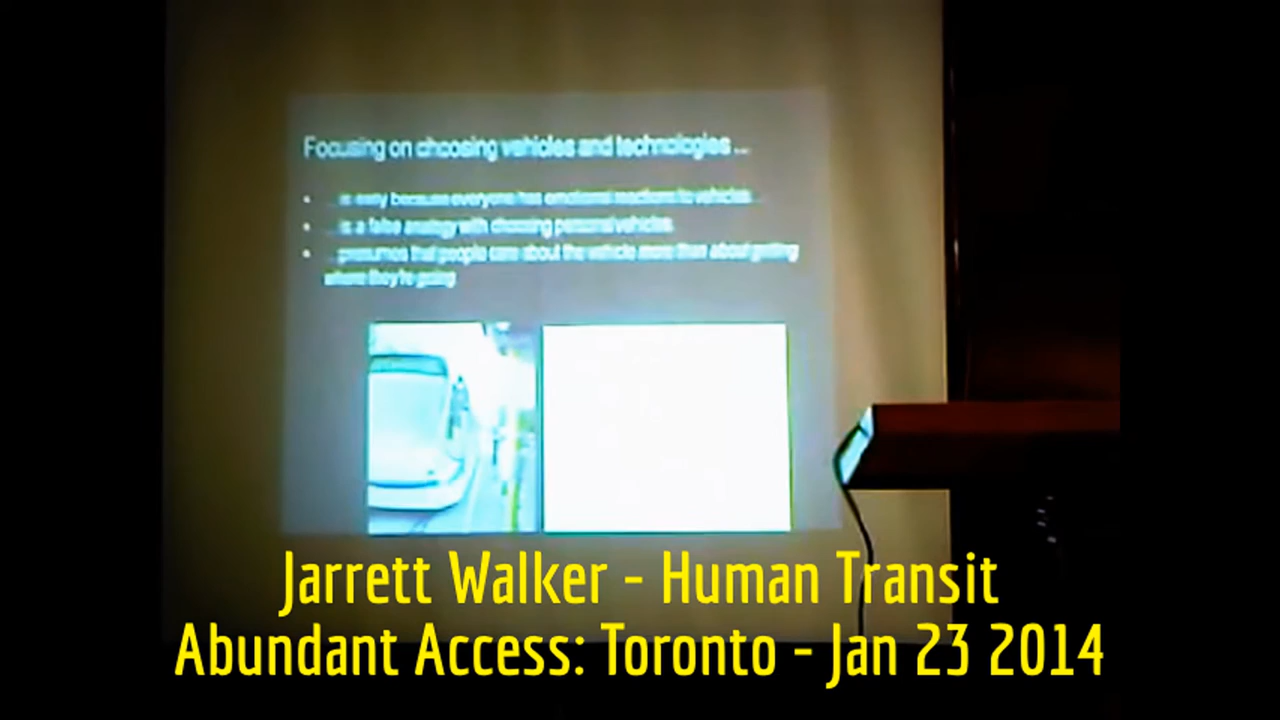 Focusing on choosing vehicles and technologies ...
• ... is easy because everyone has emotional reactions to vehicles
• ... is a false analogy with choosing personal vehicles.
• ... presumes that people care about the vehicle more than about getting
where they're going
Jarrett Walker - Human Transit
Abundant Access: Toronto - Jan 23 2014